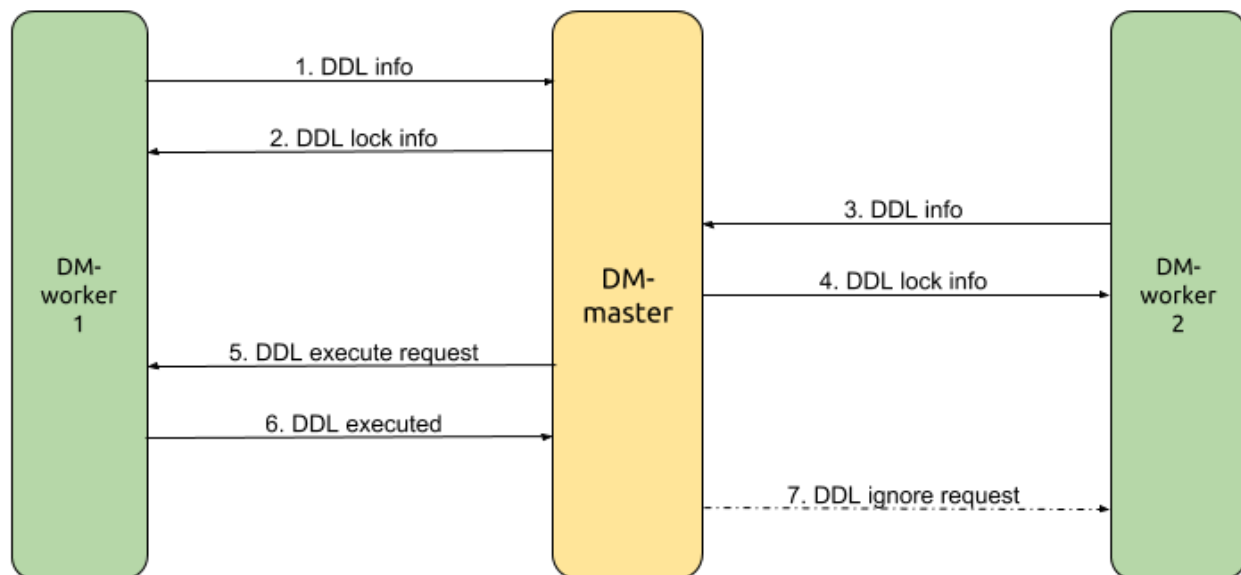 1. DDL info
2. DDL lock info
3. DDL info
DM-
worker
1
DM-
master
DM-
worker
2
4. DDL lock info
5. DDL execute request
6. DDL executed
7. DDL ignore request